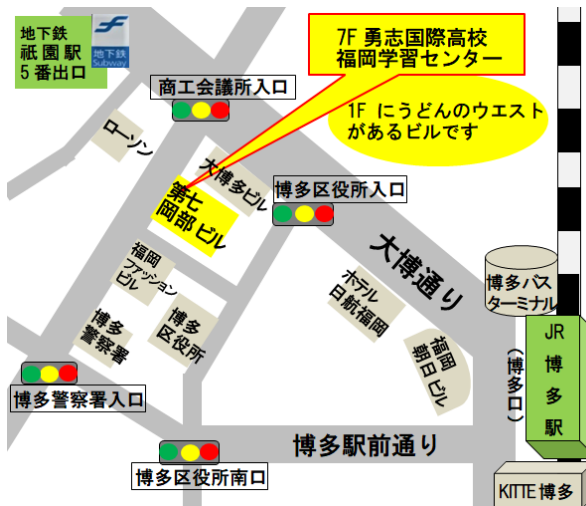 地下鉄
祇園駅
5番出口
地下鉄
Subway
7F 勇志国際高校
福岡学習センター
1F にうどんのウエスト
があるビルです
商工会議所入口
ローソン
大博多ビル
博多区役所入口
第七
岡部ビル
大博通り
福岡
ファッション
ビル
博多
警察署
博多
区役所
ホテル
日航福岡
福岡
朝日ビル
博多バス
ターミナル
JR
博
多
駅
(博多口)
博多警察署入口
博多駅前通り
博多区役所南口
KITTE博多